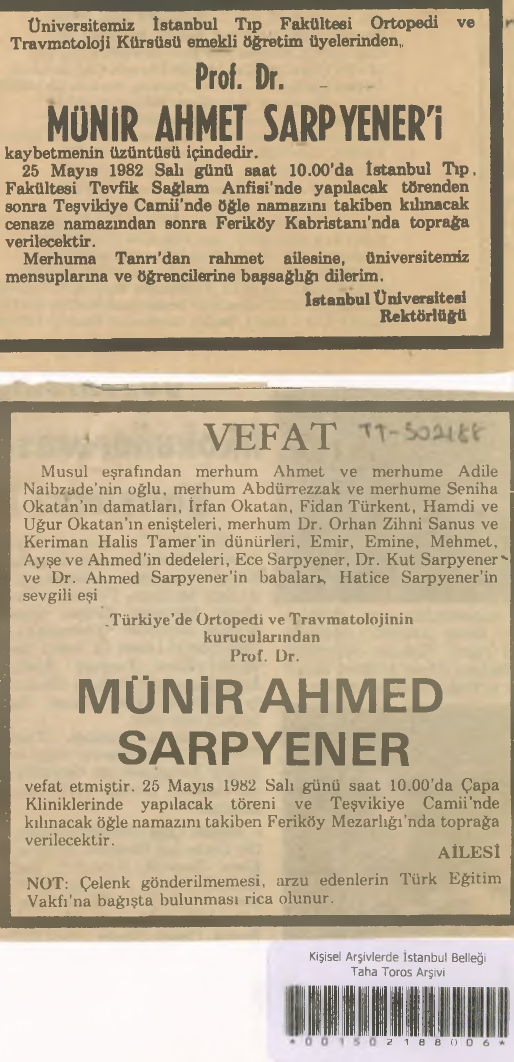 Üniversitemiz İstanbul Tıp Fakültesi Ortopedi ve
Travmatoloji Kürsüsü emekli öğretim üyelerinden,
Prof. Dr.
MÜNİR AHMET SARPYENER'i
kaybetmenin üzüntüsü içindedir.
25 Mayıs 1982 Salı günü saat 10.00'da İstanbul Tıp
Fakültesi Tevfik Sağlam Anfisi'nde yapılacak törenden
sonra Teşvikiye Camii'nde öğle namazını takiben kılınacak
cenaze namazından sonra Feriköy Kabristanı'nda toprağa
verilecektir.
Merhuma Tanrı'dan rahmet ailesine, üniversitemiz
mensuplarına ve öğrencilerine başsağlığı dilerim.
İstanbul Üniversitesi
Rektörlüğü
VEFAT TT-502188
Musul eşrafından merhum Ahmet ve merhume Adile
Naibzade'nin oğlu, merhum Abdürrezzak ve merhume Seniha
Okatan'ın damatları, İrfan Okatan, Fidan Türkent, Hamdi ve
Uğur Okatan'ın enişteleri, merhum Dr. Orhan Zihni Sanus ve
Keriman Halis Tamer'in dünürleri, Emir, Emine, Mehmet,
Ayşe ve Ahmed'in dedeleri, Ece Sarpyener, Dr. Kut Sarpyener
ve Dr. Ahmed Sarpyener'in babaları, Hatice Sarpyener'in
sevgili eşi
Türkiye'de Ortopedi ve Travmatolojinin
kurucularından
Prof. Dr.
MÜNİR AHMED
SARPYENER
vefat etmiştir. 25 Mayıs 1982 Salı günü saat 10.00'da Çapa
Kliniklerinde yapılacak töreni ve Teşvikiye Camii'nde
kılınacak öğle namazını takiben Feriköy Mezarlığı'nda toprağa
verilecektir.
AİLESİ
NOT: Çelenk gönderilmemesi, arzu edenlerin Türk Eğitim
Vakfı'na bağışta bulunması rica olunur.
Kişisel Arşivlerde İstanbul Belleği
Taha Toros Arşivi
*001502188006*